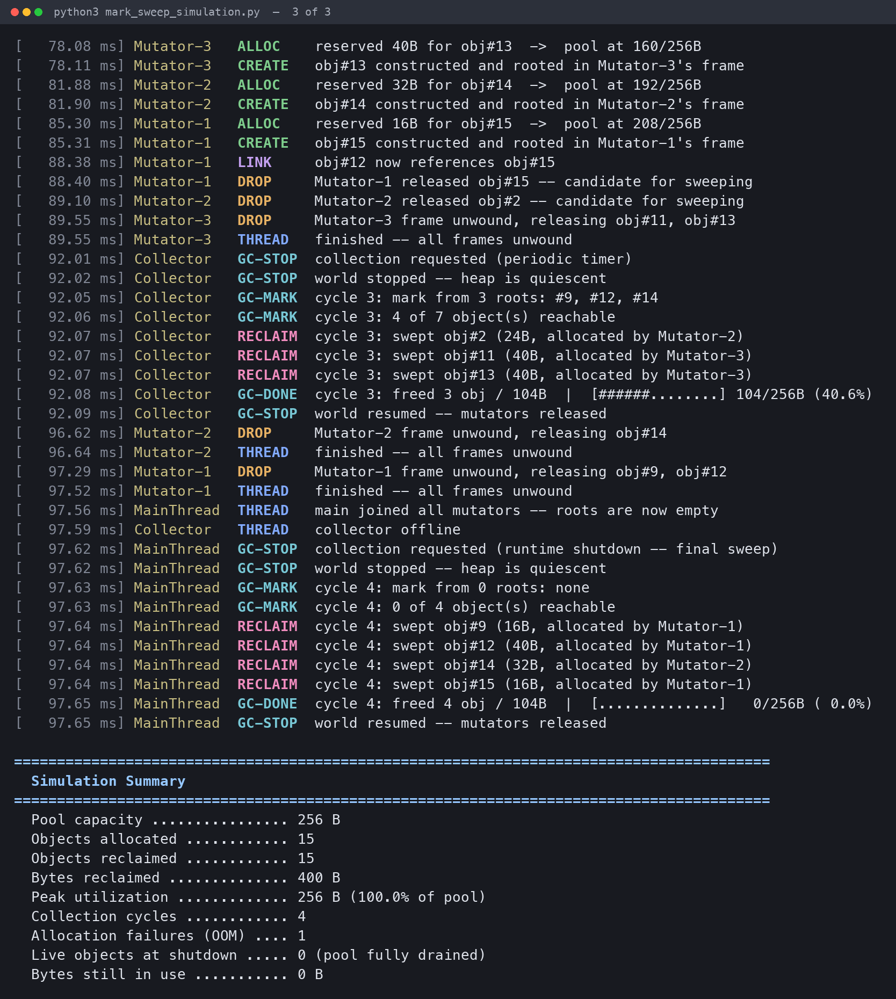 python3 mark_sweep_simulation.py  —  3 of 3
[   78.08 ms] Mutator-3   ALLOC    reserved 40B for obj#13  ->  pool at 160/256B
[   78.11 ms] Mutator-3   CREATE   obj#13 constructed and rooted in Mutator-3's frame
[   81.88 ms] Mutator-2   ALLOC    reserved 32B for obj#14  ->  pool at 192/256B
[   81.90 ms] Mutator-2   CREATE   obj#14 constructed and rooted in Mutator-2's frame
[   85.30 ms] Mutator-1   ALLOC    reserved 16B for obj#15  ->  pool at 208/256B
[   85.31 ms] Mutator-1   CREATE   obj#15 constructed and rooted in Mutator-1's frame
[   88.38 ms] Mutator-1   LINK     obj#12 now references obj#15
[   88.40 ms] Mutator-1   DROP     Mutator-1 released obj#15 -- candidate for sweeping
[   89.10 ms] Mutator-2   DROP     Mutator-2 released obj#2 -- candidate for sweeping
[   89.55 ms] Mutator-3   DROP     Mutator-3 frame unwound, releasing obj#11, obj#13
[   89.55 ms] Mutator-3   THREAD   finished -- all frames unwound
[   92.01 ms] Collector   GC-STOP  collection requested (periodic timer)
[   92.02 ms] Collector   GC-STOP  world stopped -- heap is quiescent
[   92.05 ms] Collector   GC-MARK  cycle 3: mark from 3 roots: #9, #12, #14
[   92.06 ms] Collector   GC-MARK  cycle 3: 4 of 7 object(s) reachable
[   92.07 ms] Collector   RECLAIM  cycle 3: swept obj#2 (24B, allocated by Mutator-2)
[   92.07 ms] Collector   RECLAIM  cycle 3: swept obj#11 (40B, allocated by Mutator-3)
[   92.07 ms] Collector   RECLAIM  cycle 3: swept obj#13 (40B, allocated by Mutator-3)
[   92.08 ms] Collector   GC-DONE  cycle 3: freed 3 obj / 104B  |  [######........] 104/256B (40.6%)
[   92.09 ms] Collector   GC-STOP  world resumed -- mutators released
[   96.62 ms] Mutator-2   DROP     Mutator-2 frame unwound, releasing obj#14
[   96.64 ms] Mutator-2   THREAD   finished -- all frames unwound
[   97.29 ms] Mutator-1   DROP     Mutator-1 frame unwound, releasing obj#9, obj#12
[   97.52 ms] Mutator-1   THREAD   finished -- all frames unwound
[   97.56 ms] MainThread  THREAD   main joined all mutators -- roots are now empty
[   97.59 ms] Collector   THREAD   collector offline
[   97.62 ms] MainThread  GC-STOP  collection requested (runtime shutdown -- final sweep)
[   97.62 ms] MainThread  GC-STOP  world stopped -- heap is quiescent
[   97.63 ms] MainThread  GC-MARK  cycle 4: mark from 0 roots: none
[   97.63 ms] MainThread  GC-MARK  cycle 4: 0 of 4 object(s) reachable
[   97.64 ms] MainThread  RECLAIM  cycle 4: swept obj#9 (16B, allocated by Mutator-1)
[   97.64 ms] MainThread  RECLAIM  cycle 4: swept obj#12 (40B, allocated by Mutator-1)
[   97.64 ms] MainThread  RECLAIM  cycle 4: swept obj#14 (32B, allocated by Mutator-2)
[   97.64 ms] MainThread  RECLAIM  cycle 4: swept obj#15 (16B, allocated by Mutator-1)
[   97.65 ms] MainThread  GC-DONE  cycle 4: freed 4 obj / 104B  |  [..............]   0/256B ( 0.0%)
[   97.65 ms] MainThread  GC-STOP  world resumed -- mutators released
========================================================================================
  Simulation Summary
========================================================================================
  Pool capacity ................ 256 B
  Objects allocated ............ 15
  Objects reclaimed ............ 15
  Bytes reclaimed .............. 400 B
  Peak utilization ............. 256 B (100.0% of pool)
  Collection cycles ............ 4
  Allocation failures (OOM) .... 1
  Live objects at shutdown ..... 0 (pool fully drained)
  Bytes still in use ........... 0 B